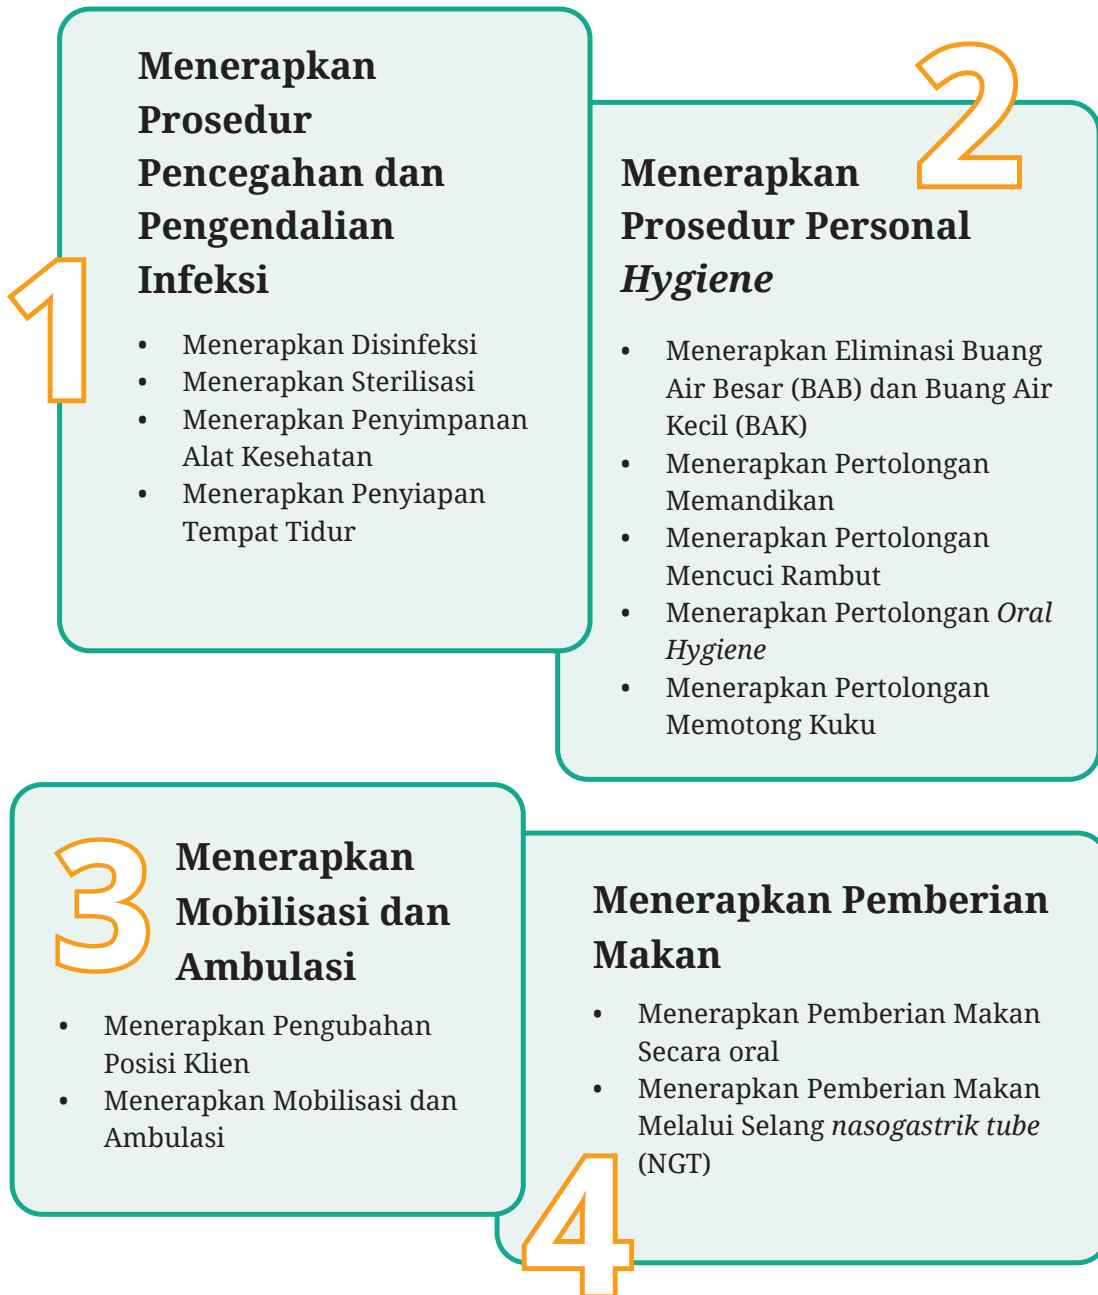 1
Menerapkan
Prosedur
Pencegahan dan
Pengendalian
Infeksi
• Menerapkan Disinfeksi
• Menerapkan Sterilisasi
• Menerapkan Penyimpanan
Alat Kesehatan
• Menerapkan Penyiapan
Tempat Tidur
2
Menerapkan
Prosedur Personal
Hygiene
• Menerapkan Eliminasi Buang
Air Besar (BAB) dan Buang Air
Kecil (BAK)
• Menerapkan Pertolongan
Memandikan
• Menerapkan Pertolongan
Mencuci Rambut
• Menerapkan Pertolongan Oral
Hygiene
• Menerapkan Pertolongan
Memotong Kuku
3
Menerapkan
Mobilisasi dan
Ambulasi
• Menerapkan Pengubahan
Posisi Klien
• Menerapkan Mobilisasi dan
Ambulasi
4
Menerapkan Pemberian
Makan
• Menerapkan Pemberian Makan
Secara oral
• Menerapkan Pemberian Makan
Melalui Selang nasogastrik tube
(NGT)